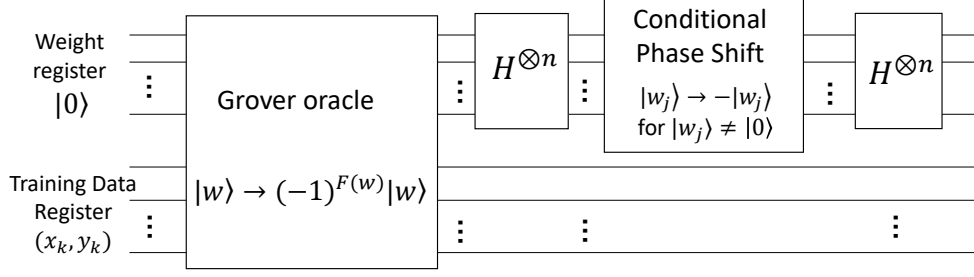 Weight
register
|0⟩
⋮
Training Data
Register
(x_k, y_k)
⋮
Grover oracle
|w⟩ → (−1)^{F(w)}|w⟩
⋮
⋮
H^{⊗n}
⋮
⋮
Conditional
Phase Shift
|w_j⟩ → −|w_j⟩
for |w_j⟩ ≠ |0⟩
⋮
H^{⊗n}
⋮